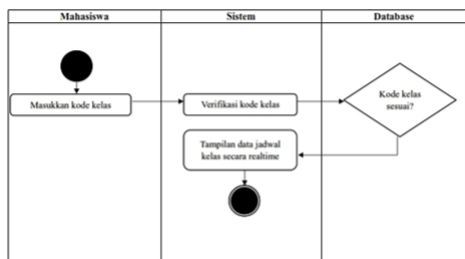 Mahasiswa
Sistem
Database
Masukkan kode kelas
Verifikasi kode kelas
Kode kelas
sesuai?
Tampilan data jadwal
kelas secara realtime